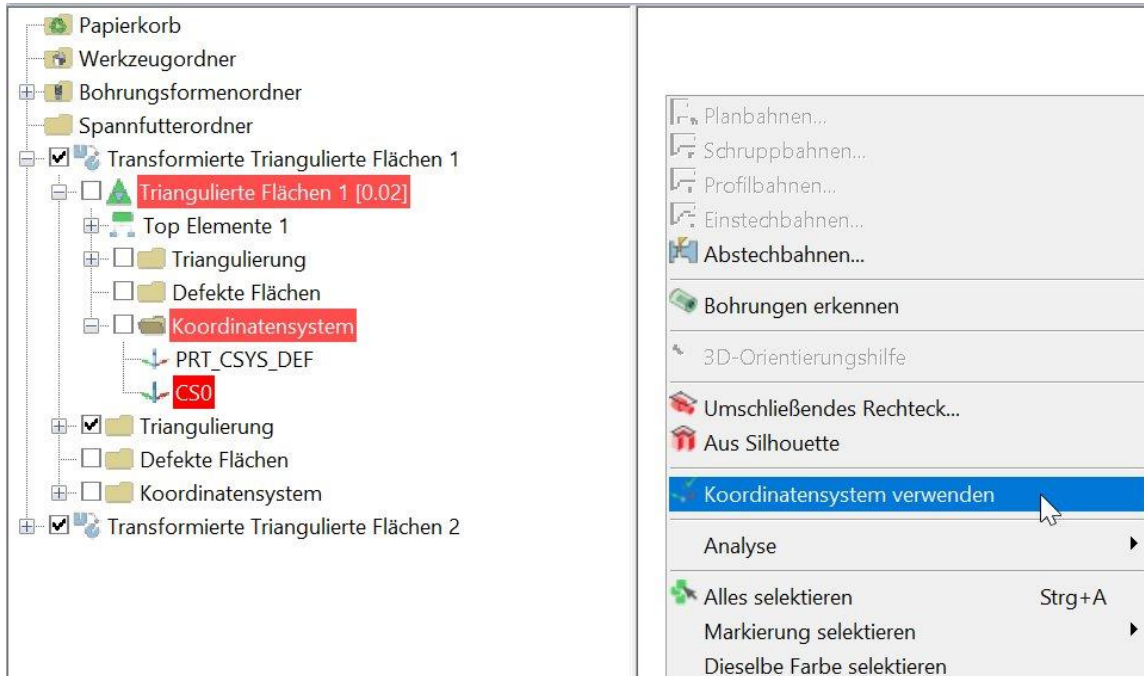 Papierkorb
Werkzeugordner
Bohrungsformenordner
Spannfutterordner
Transformierte Triangulierte Flächen 1
Triangulierte Flächen 1 [0.02]
Top Elemente 1
Triangulierung
Defekte Flächen
Koordinatensystem
PRT_CSYS_DEF
CS0
Triangulierung
Defekte Flächen
Koordinatensystem
Transformierte Triangulierte Flächen 2
Planbahnen...
Schruppbahnen...
Profilbahnen...
Einstechbahnen...
Abstechbahnen...
Bohrungen erkennen
3D-Orientierungshilfe
Umschließendes Rechteck...
Aus Silhouette
Koordinatensystem verwenden
Analyse
Alles selektieren Strg+A
Markierung selektieren
Dieselbe Farbe selektieren